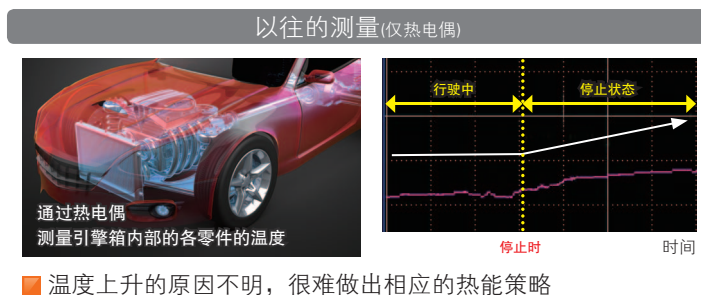 以往的测量(仅热电偶)
通过热电偶
测量引擎箱内部的各零件的温度
行驶中
停止状态
停止时
时间
温度上升的原因不明，很难做出相应的热能策略